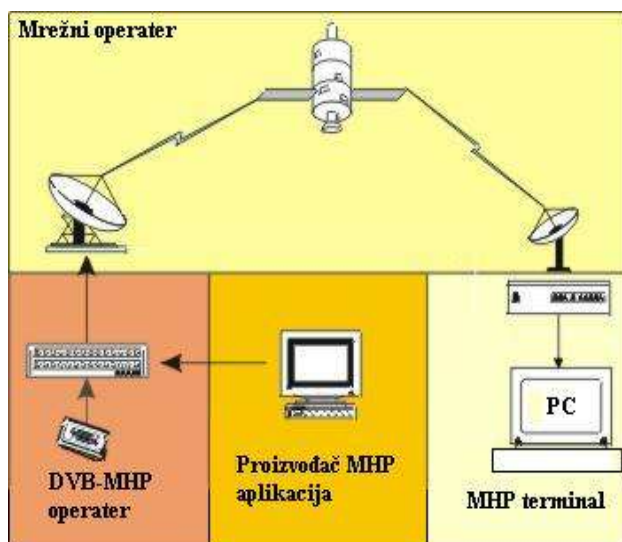 Mrežni operater
PC
DVB-MHP
operater
Proizvođač MHP
aplikacija
MHP terminal